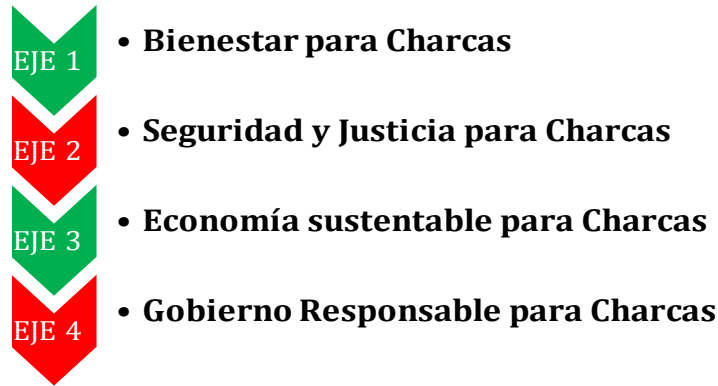 EJE 1
• Bienestar para Charcas
EJE 2
• Seguridad y Justicia para Charcas
EJE 3
• Economía sustentable para Charcas
EJE 4
• Gobierno Responsable para Charcas